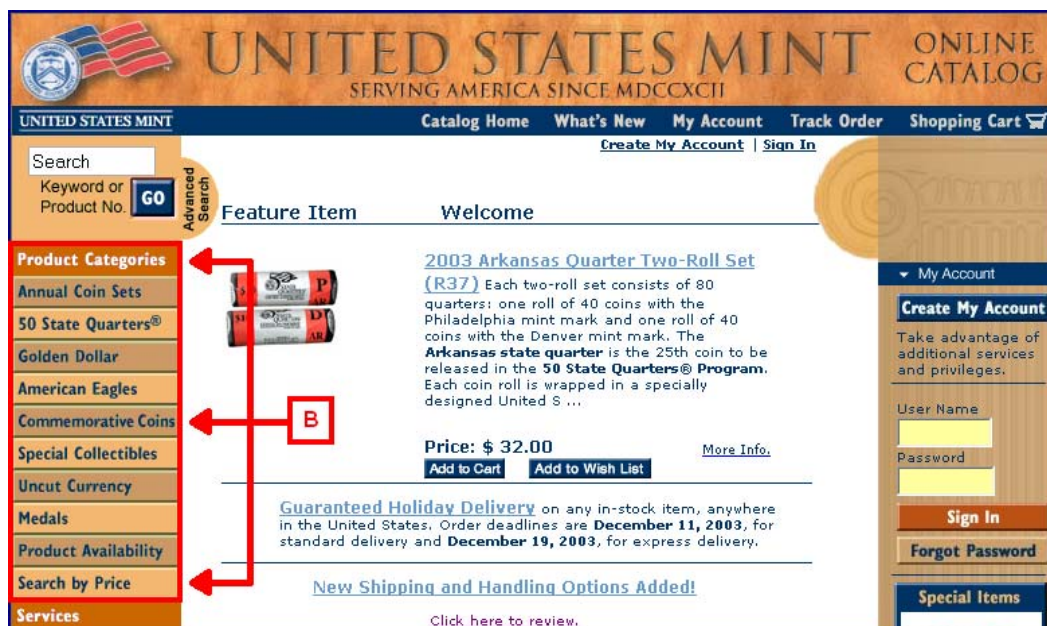 UNITED STATES MINT
SERVING AMERICA SINCE MDCCXCII
ONLINE
CATALOG
UNITED STATES MINT
Catalog Home What's New My Account Track Order Shopping Cart
Create My Account | Sign In
Search
Keyword or
Product No.
GO
Advanced
Search
Feature Item Welcome
Product Categories
Annual Coin Sets
50 State Quarters®
Golden Dollar
American Eagles
Commemorative Coins
Special Collectibles
Uncut Currency
Medals
Product Availability
Search by Price
Services
B
P
AR
D
AR
2003 Arkansas Quarter Two-Roll Set
(R37) Each two-roll set consists of 80
quarters: one roll of 40 coins with the
Philadelphia mint mark and one roll of 40
coins with the Denver mint mark. The
Arkansas state quarter is the 25th coin to be
released in the 50 State Quarters® Program.
Each coin roll is wrapped in a specially
designed United S ...
Price: $ 32.00 More Info.
Add to Cart Add to Wish List
Guaranteed Holiday Delivery on any in-stock item, anywhere
in the United States. Order deadlines are December 11, 2003, for
standard delivery and December 19, 2003, for express delivery.
New Shipping and Handling Options Added!
Click here to review.
My Account
Create My Account
Take advantage of
additional services
and privileges.
User Name
Password
Sign In
Forgot Password
Special Items